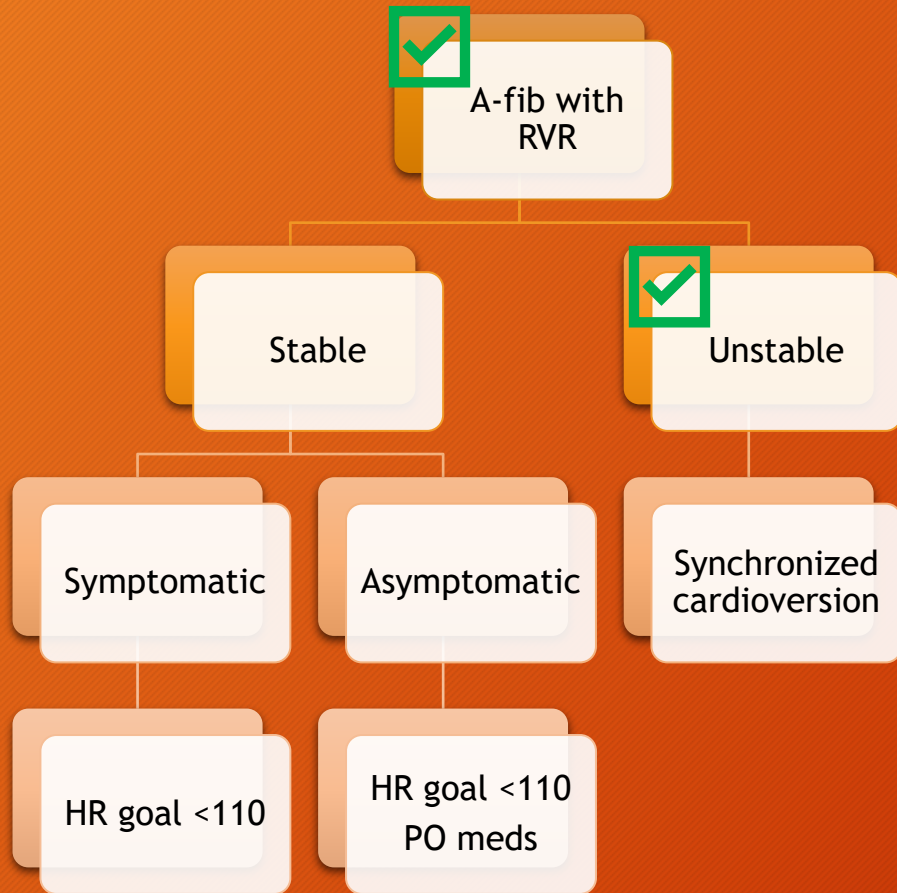 A-fib with
RVR
Stable
Unstable
Symptomatic
Asymptomatic
Synchronized
cardioversion
HR goal <110
HR goal <110
PO meds